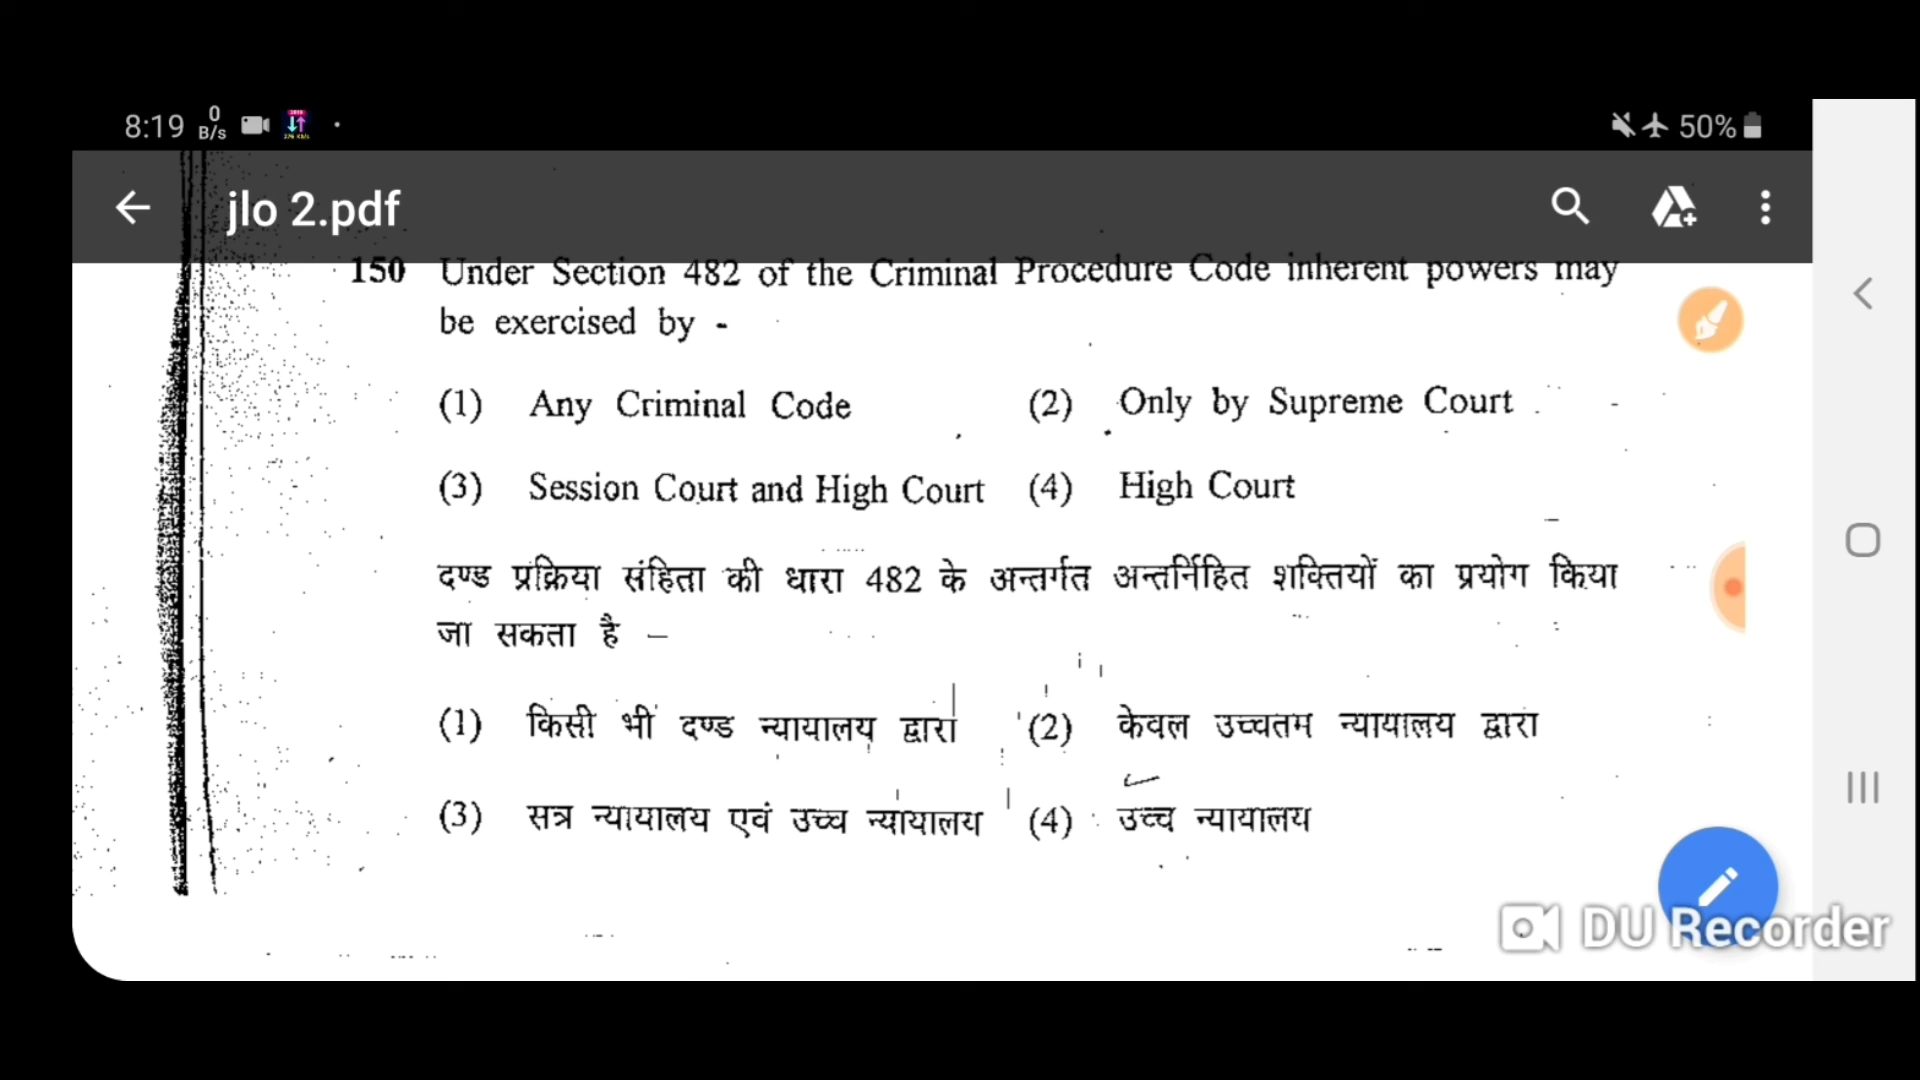 8:19 0 B/s 50%
jlo 2.pdf
150 Under Section 482 of the Criminal Procedure Code inherent powers may
be exercised by -
(1) Any Criminal Code (2) Only by Supreme Court
(3) Session Court and High Court (4) High Court
दण्ड प्रक्रिया संहिता की धारा 482 के अन्तर्गत अन्तर्निहित शक्तियों का प्रयोग किया
जा सकता है –
(1) किसी भी दण्ड न्यायालय द्वारा (2) केवल उच्चतम न्यायालय द्वारा
(3) सत्र न्यायालय एवं उच्च न्यायालय (4) उच्च न्यायालय
DU Recorder